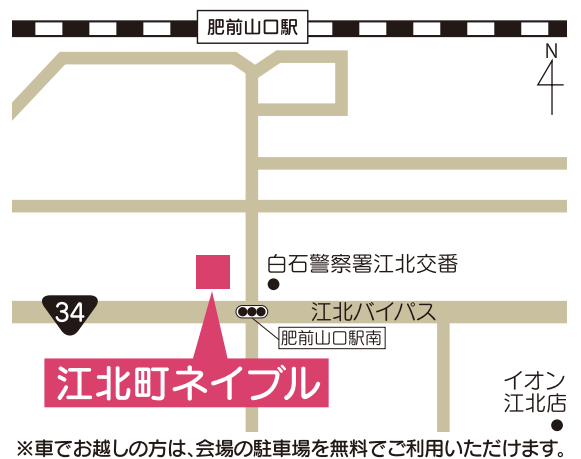 肥前山口駅
N
白石警察署江北交番
34
江北バイパス
肥前山口駅南
江北町ネイブル
イオン
江北店
※車でお越しの方は、会場の駐車場を無料でご利用いただけます。